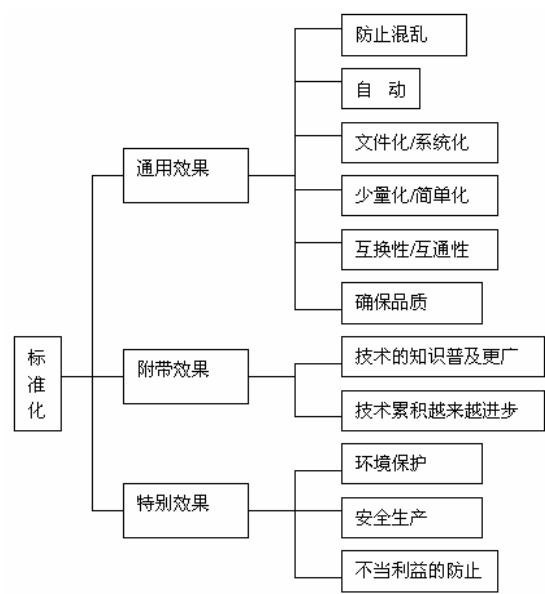 标
准
化
通用效果
防止混乱
自 动
文件化/系统化
少量化/简单化
互换性/互通性
确保品质
附带效果
技术的知识普及更广
技术累积越来越进步
特别效果
环境保护
安全生产
不当利益的防止